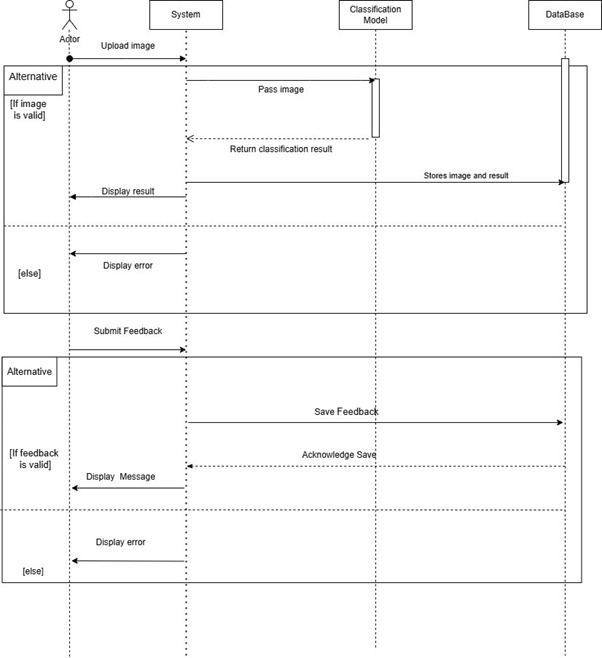 Actor
System
Classification
Model
DataBase
Upload image
Alternative
[If image
is valid]
Pass image
Return classification result
Stores image and result
Display result
Display error
[else]
Submit Feedback
Alternative
Save Feedback
[If feedback
is valid]
Acknowledge Save
Display Message
Display error
[else]